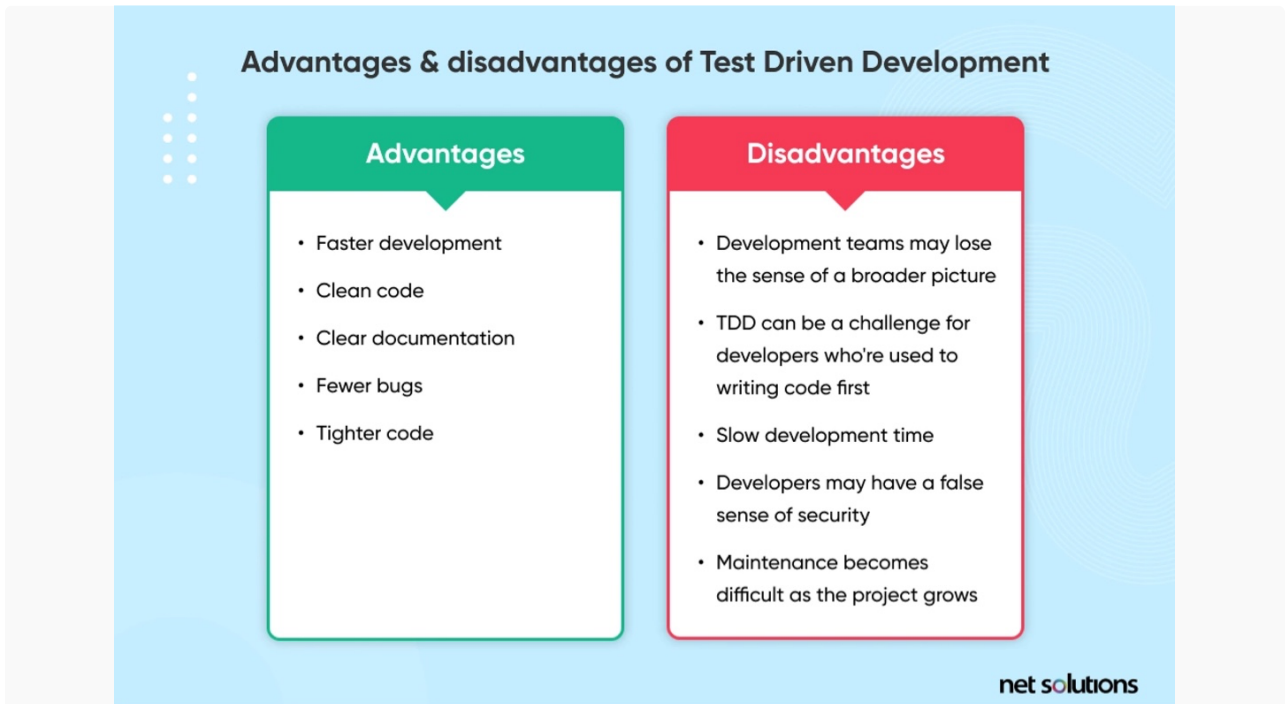 Advantages & disadvantages of Test Driven Development
Advantages
• Faster development
• Clean code
• Clear documentation
• Fewer bugs
• Tighter code
Disadvantages
• Development teams may lose
the sense of a broader picture
• TDD can be a challenge for
developers who're used to
writing code first
• Slow development time
• Developers may have a false
sense of security
• Maintenance becomes
difficult as the project grows
net solutions